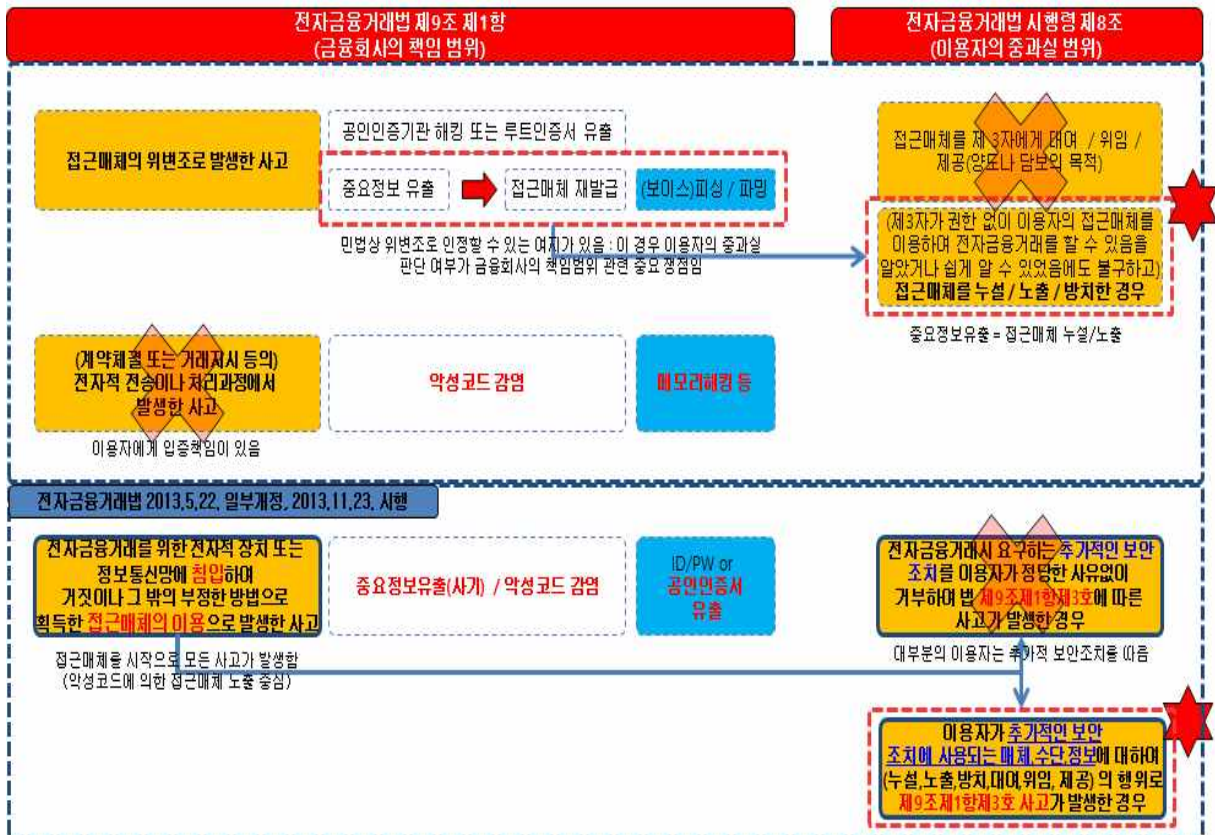 전자금융거래법 제9조 제1항
(금융회사의 책임 범위)
전자금융거래법 시행령 제8조
(이용자의 중과실 범위)
접근매체의 위변조로 발생한 사고
공인인증기관 해킹 또는 루트인증서 유출
중요정보 유출
접근매체 재발급
(보이스)피싱 / 파밍
민법상 위변조로 인정할 수 있는 여지가 있음 : 이 경우 이용자의 중과실
판단 여부가 금융회사의 책임범위 관련 중요 쟁점임
접근매체를 제 3자에게 대여 / 위임 /
제공(양도나 담보의 목적)
(제3자가 권한 없이 이용자의 접근매체를
이용하여 전자금융거래를 할 수 있음을
알았거나 쉽게 알 수 있었음에도 불구하고)
접근매체를 누설 / 노출 / 방치한 경우
중요정보유출 = 접근매체 누설/노출
(계약체결 또는 거래지시 등의)
전자적 전송이나 처리과정에서
발생한 사고
이용자에게 입증책임이 있음
악성코드 감염
메모리해킹 등
전자금융거래법 2013.5.22. 일부개정, 2013.11.23. 시행
전자금융거래를 위한 전자적 장치 또는
정보통신망에 침입하여
거짓이나 그 밖의 부정한 방법으로
획득한 접근매체의 이용으로 발생한 사고
접근매체를 시작으로 모든 사고가 발생함
(악성코드에 의한 접근매체 노출 중심)
중요정보유출(사기) / 악성코드 감염
ID/PW or
공인인증서
유출
전자금융거래시 요구하는 추가적인 보안
조치를 이용자가 정당한 사유없이
거부하여 법 제9조제1항제3호에 따른
사고가 발생한 경우
대부분의 이용자는 추가적 보안조치를 따름
이용자가 추가적인 보안
조치에 사용되는 매체,수단,정보에 대하여
(누설,노출,방치,대여,위임, 제공) 의 행위로
제9조제1항제3호 사고가 발생한 경우